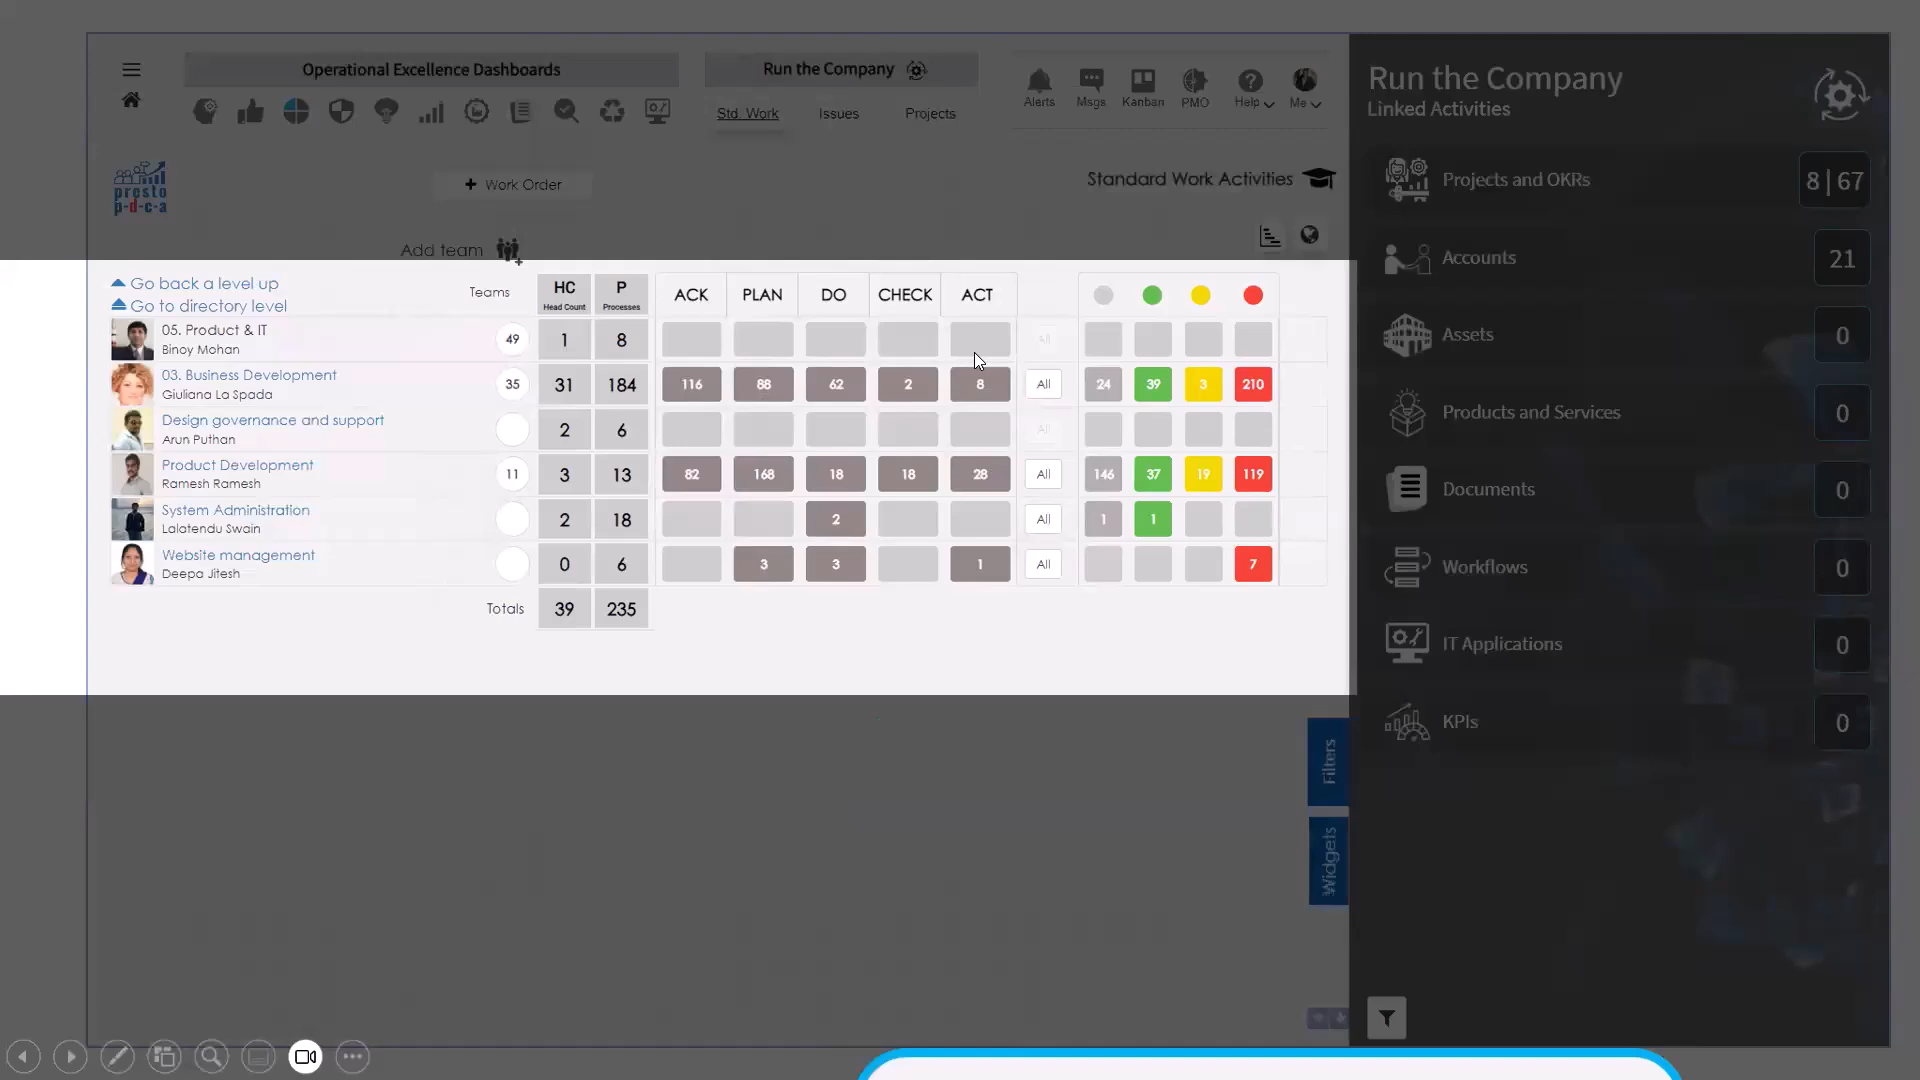 Operational Excellence Dashboards
Run the Company
Std. Work
Issues
Projects
Alerts
Msgs
Kanban
PMO
Help
Me
Run the Company
Linked Activities
presto
p-d-c-a
+ Work Order
Standard Work Activities
Add team
Projects and OKRs 8|67
Accounts 21
Assets 0
Products and Services 0
Documents 0
Workflows 0
IT Applications 0
KPIs 0
Go back a level up
Go to directory level
Teams
HC
Head Count
P
Processes
ACK PLAN DO CHECK ACT
05. Product & IT
Binoy Mohan
49 1 8 All
03. Business Development
Giuliana La Spada
35 31 184 116 88 62 2 8 All 24 39 3 210
Design governance and support
Arun Puthan
2 6 All
Product Development
Ramesh Ramesh
11 3 13 82 168 18 18 28 All 146 37 19 119
System Administration
Lalatendu Swain
2 18 2 All 1 1
Website management
Deepa Jitesh
0 6 3 3 1 All 7
Totals 39 235
Filters
Widgets